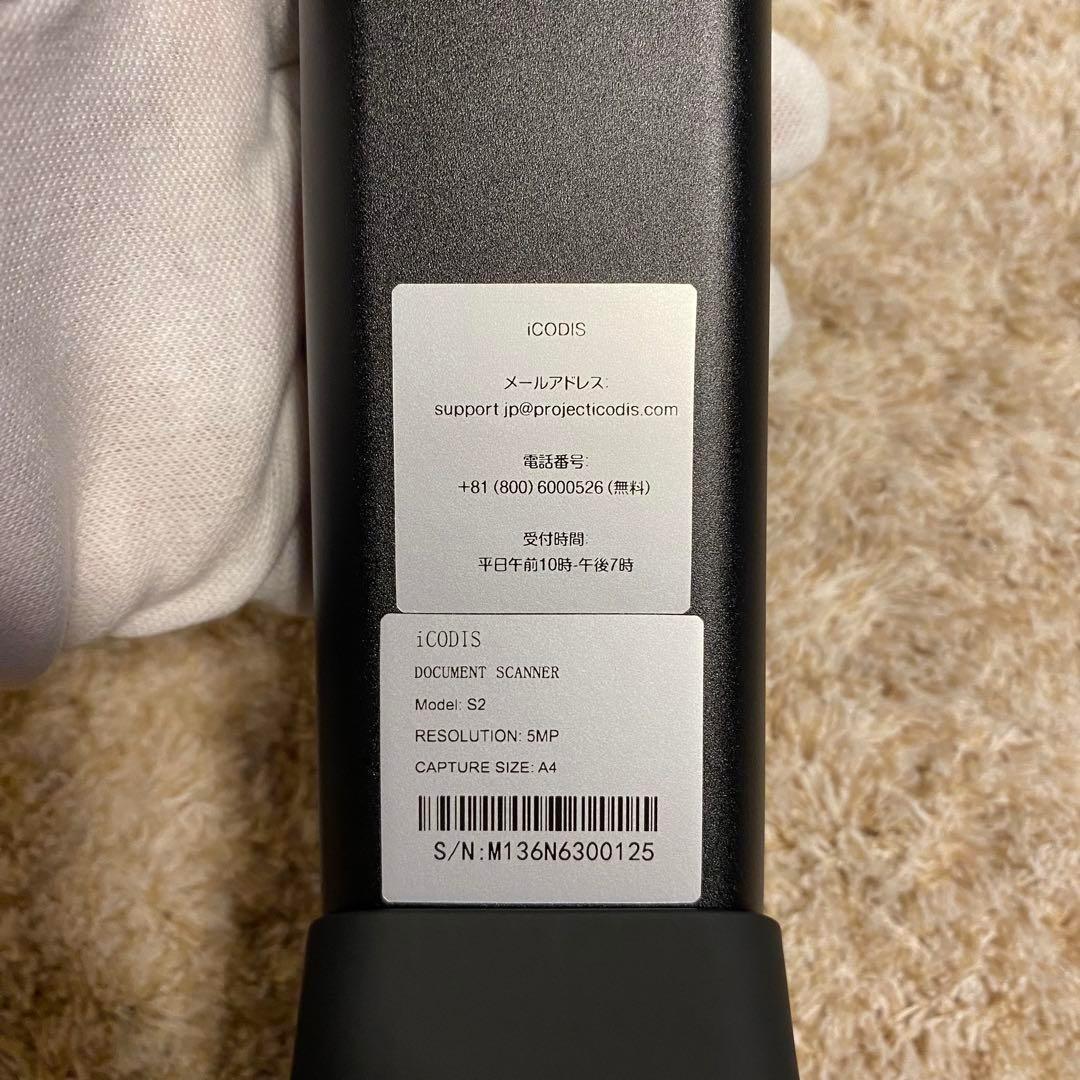 iCODIS
メールアドレス:
support jp@projecticodis.com
電話番号:
+81 (800) 6000526 (無料)
受付時間:
平日午前10時-午後7時
iCODIS
DOCUMENT SCANNER
Model: S2
RESOLUTION: 5MP
CAPTURE SIZE: A4
S/N:M136N6300125